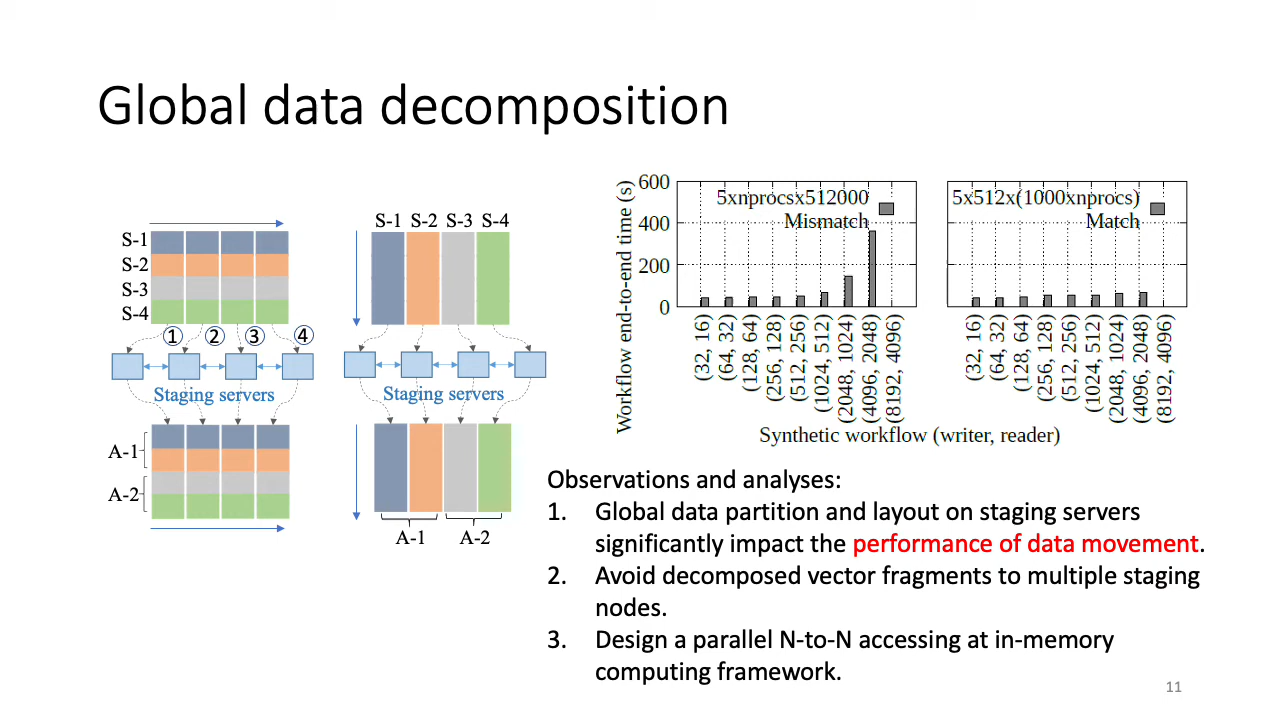 Global data decomposition
S-1
S-2
S-3
S-4
1 2 3 4
Staging servers
A-1
A-2
S-1 S-2 S-3 S-4
Staging servers
A-1 A-2
Workflow end-to-end time (s)
600
400
200
0
5xnprocsx512000
Mismatch
(32, 16)
(64, 32)
(128, 64)
(256, 128)
(512, 256)
(1024, 512)
(2048, 1024)
(4096, 2048)
(8192, 4096)
5x512x(1000xnprocs)
Match
(32, 16)
(64, 32)
(128, 64)
(256, 128)
(512, 256)
(1024, 512)
(2048, 1024)
(4096, 2048)
(8192, 4096)
Synthetic workflow (writer, reader)
Observations and analyses:
1. Global data partition and layout on staging servers
significantly impact the performance of data movement.
2. Avoid decomposed vector fragments to multiple staging
nodes.
3. Design a parallel N-to-N accessing at in-memory
computing framework.
11